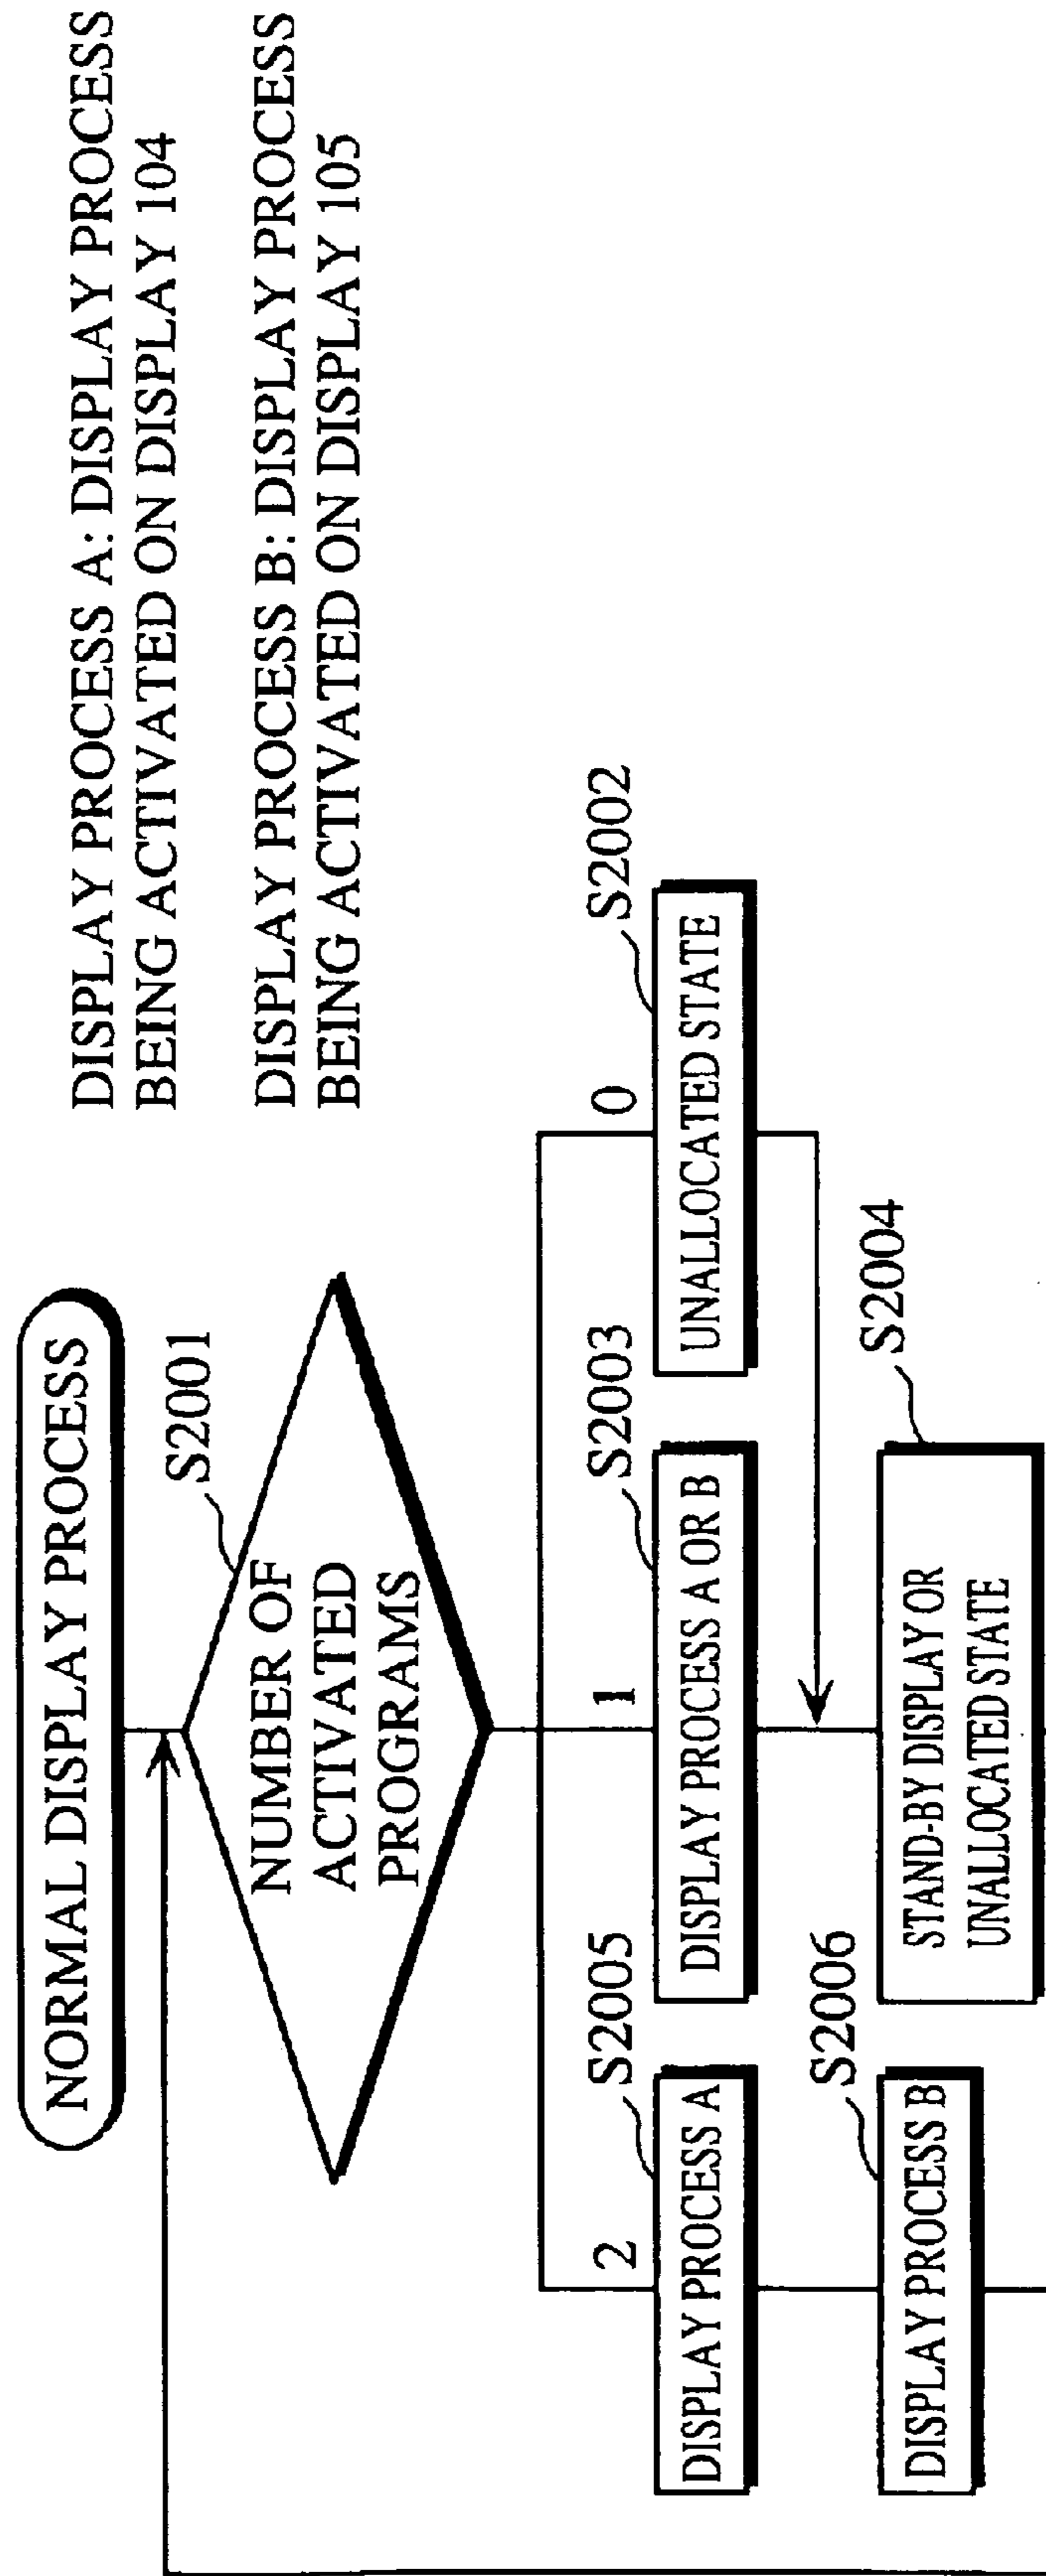 NORMAL DISPLAY PROCESS
DISPLAY PROCESS A: DISPLAY PROCESS
BEING ACTIVATED ON DISPLAY 104
DISPLAY PROCESS B: DISPLAY PROCESS
BEING ACTIVATED ON DISPLAY 105
S2001
NUMBER OF
ACTIVATED
PROGRAMS
2
S2005
1
S2003
0
S2002
DISPLAY PROCESS A
DISPLAY PROCESS A OR B
UNALLOCATED STATE
S2006
S2004
DISPLAY PROCESS B
STAND-BY DISPLAY OR
UNALLOCATED STATE